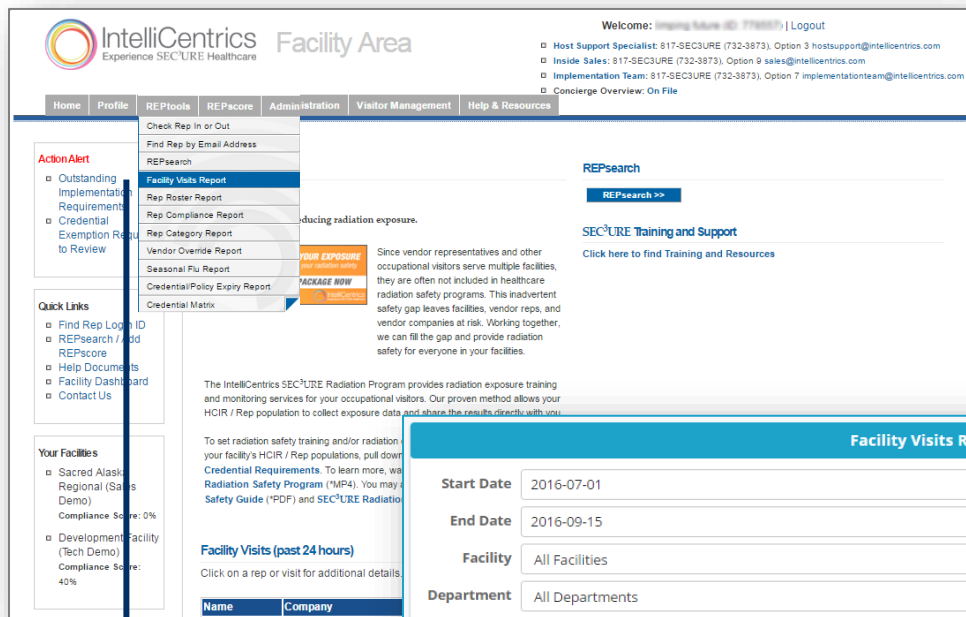 IntelliCentrics
Experience SEC³URE Healthcare
Facility Area
Welcome: | Logout
Host Support Specialist: 817-SEC3URE (732-3873), Option 3 hostsupport@intellicentrics.com
Inside Sales: 817-SEC3URE (732-3873), Option 9 sales@intellicentrics.com
Implementation Team: 817-SEC3URE (732-3873), Option 7 implementationteam@intellicentrics.com
Concierge Overview: On File
Home Profile REPtools REPscore Administration Visitor Management Help & Resources
Check Rep In or Out
Find Rep by Email Address
REPsearch
Facility Visits Report
Rep Roster Report
Rep Compliance Report
Rep Category Report
Vendor Override Report
Seasonal Flu Report
Credential/Policy Expiry Report
Credential Matrix
Action Alert
Outstanding
Implementation
Requirements
Credential
Exemption Requ
to Review
Quick Links
Find Rep Login ID
REPsearch / Add
REPscore
Help Documents
Facility Dashboard
Contact Us
Your Facilities
Sacred Alaska
Regional (Sales
Demo)
Compliance Score: 0%
Development Facility
(Tech Demo)
Compliance Score:
40%
educing radiation exposure.
YOUR EXPOSURE
your radiation safety
PACKAGE NOW
IntelliCentrics
Since vendor representatives and other
occupational visitors serve multiple facilities,
they are often not included in healthcare
radiation safety programs. This inadvertent
safety gap leaves facilities, vendor reps, and
vendor companies at risk. Working together,
we can fill the gap and provide radiation
safety for everyone in your facilities.
The IntelliCentrics SEC³URE Radiation Program provides radiation exposure training
and monitoring services for your occupational visitors. Our proven method allows your
HCIR / Rep population to collect exposure data and share the results directly with you
To set radiation safety training and/or radiation
your facility's HCIR / Rep populations, pull down
Credential Requirements. To learn more, wa
Radiation Safety Program (*MP4). You may
Safety Guide (*PDF) and SEC³URE Radiatio
Facility Visits (past 24 hours)
Click on a rep or visit for additional details.
Name Company
REPsearch
REPsearch >>
SEC³URE Training and Support
Click here to find Training and Resources
Facility Visits R
Start Date 2016-07-01
End Date 2016-09-15
Facility All Facilities
Department All Departments